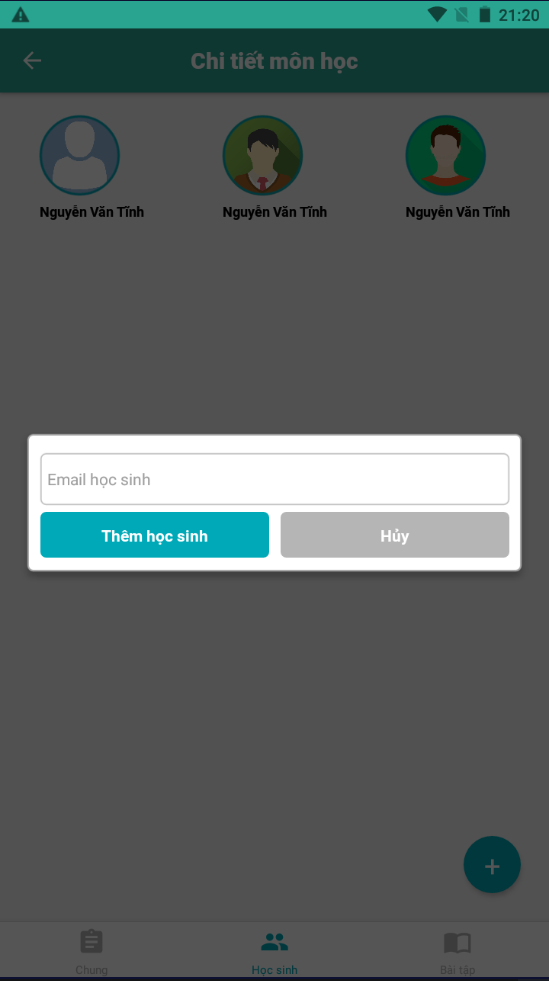 21:20
Chi tiết môn học
Nguyễn Văn Tĩnh
Nguyễn Văn Tĩnh
Nguyễn Văn Tĩnh
Email học sinh
Thêm học sinh
Hủy
+
Chung
Học sinh
Bài tập